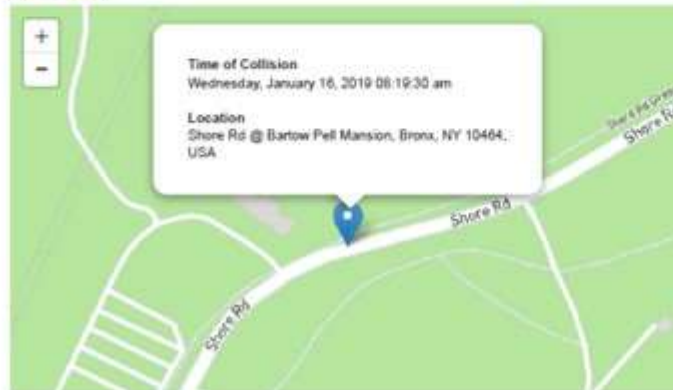 +
−
Time of Collision
Wednesday, January 16, 2019 08:19:30 am
Location
Shore Rd @ Bartow Pell Mansion, Bronx, NY 10464,
USA
Shore Rd
Shore Rd
Shore Rd